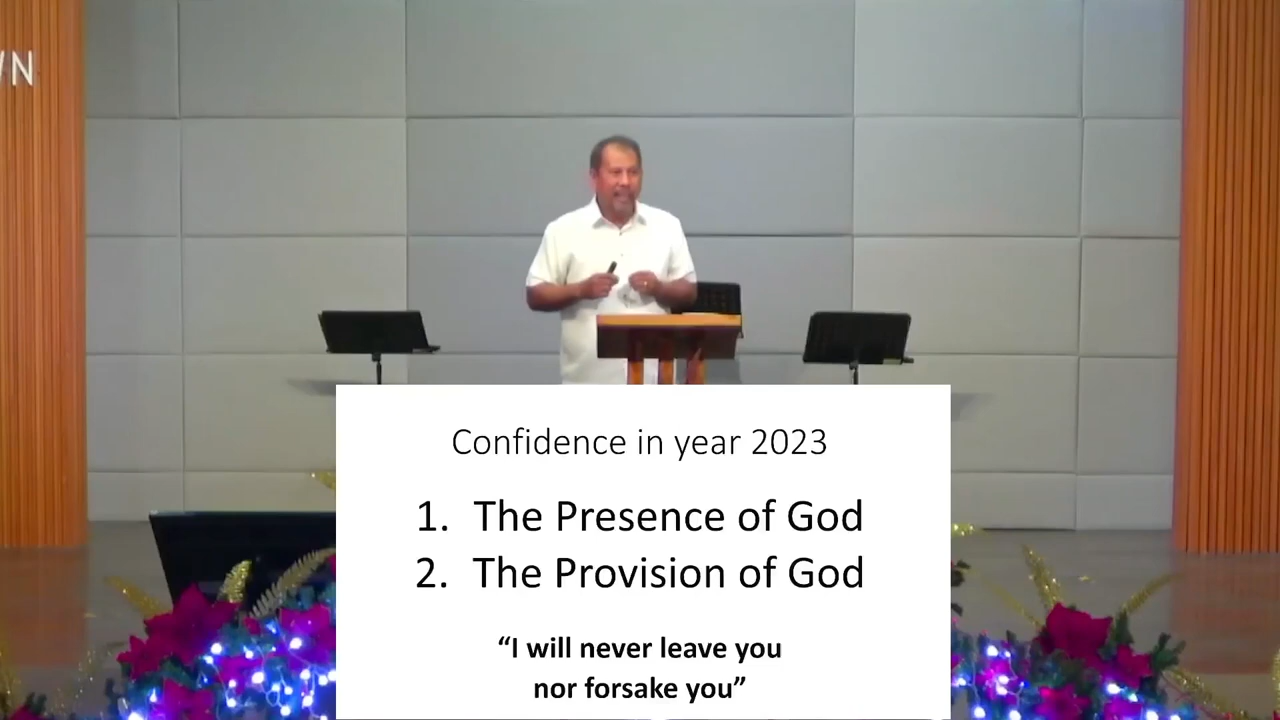 WN
Confidence in year 2023
1. The Presence of God
2. The Provision of God
“I will never leave you
nor forsake you”